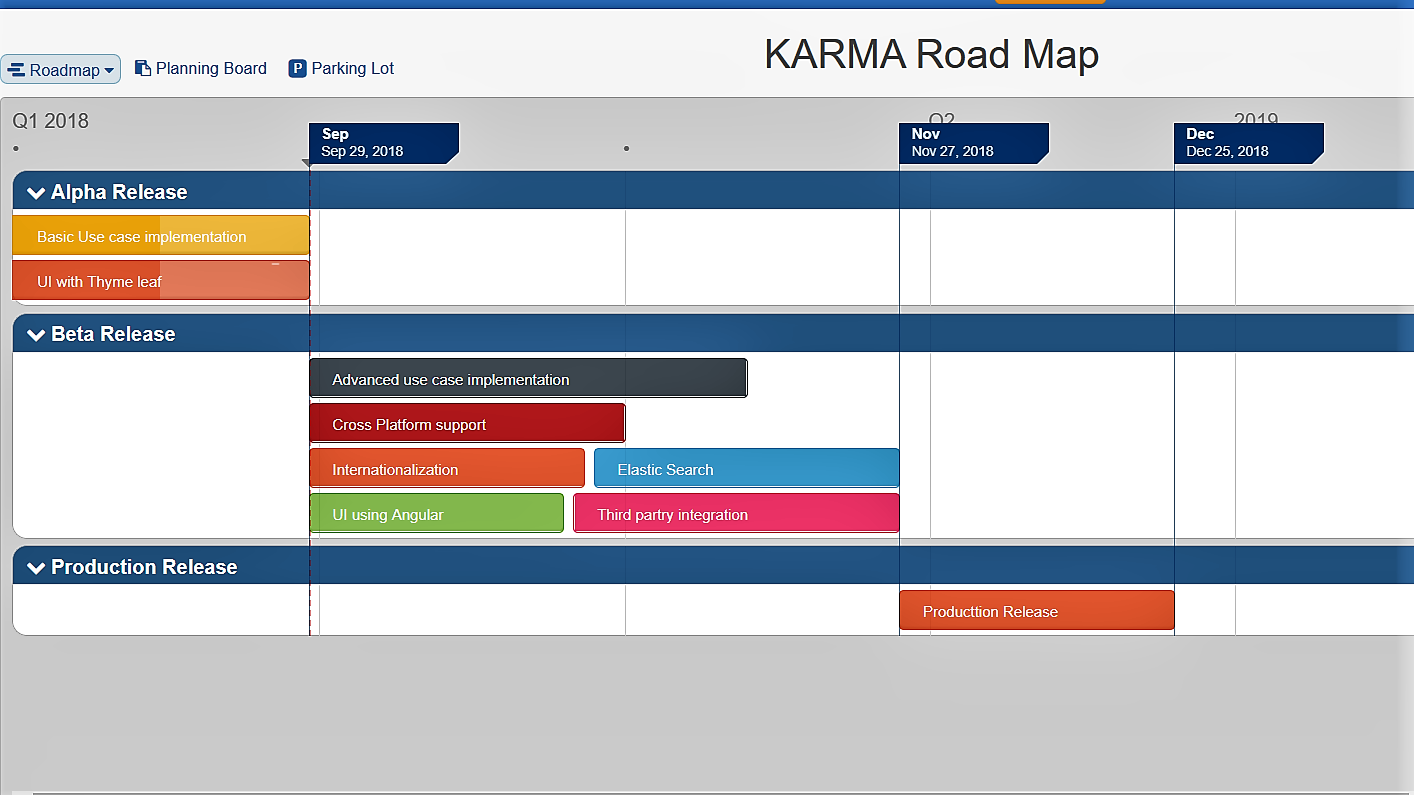 KARMA Road Map
Roadmap Planning Board P Parking Lot
Q1 2018 Q2 2019
Sep Nov Dec
Sep 29, 2018 Nov 27, 2018 Dec 25, 2018
Alpha Release
Basic Use case implementation
UI with Thyme leaf
Beta Release
Advanced use case implementation
Cross Platform support
Internationalization Elastic Search
UI using Angular Third partry integration
Production Release
Producttion Release